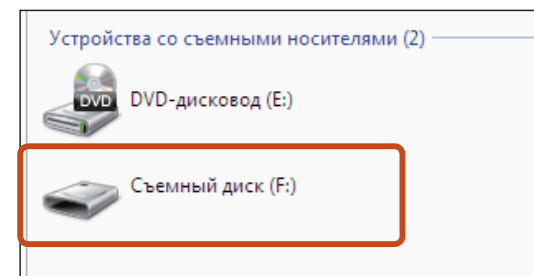 Устройства со съемными носителями (2)
DVD
DVD-дисковод (E:)
Съемный диск (F:)